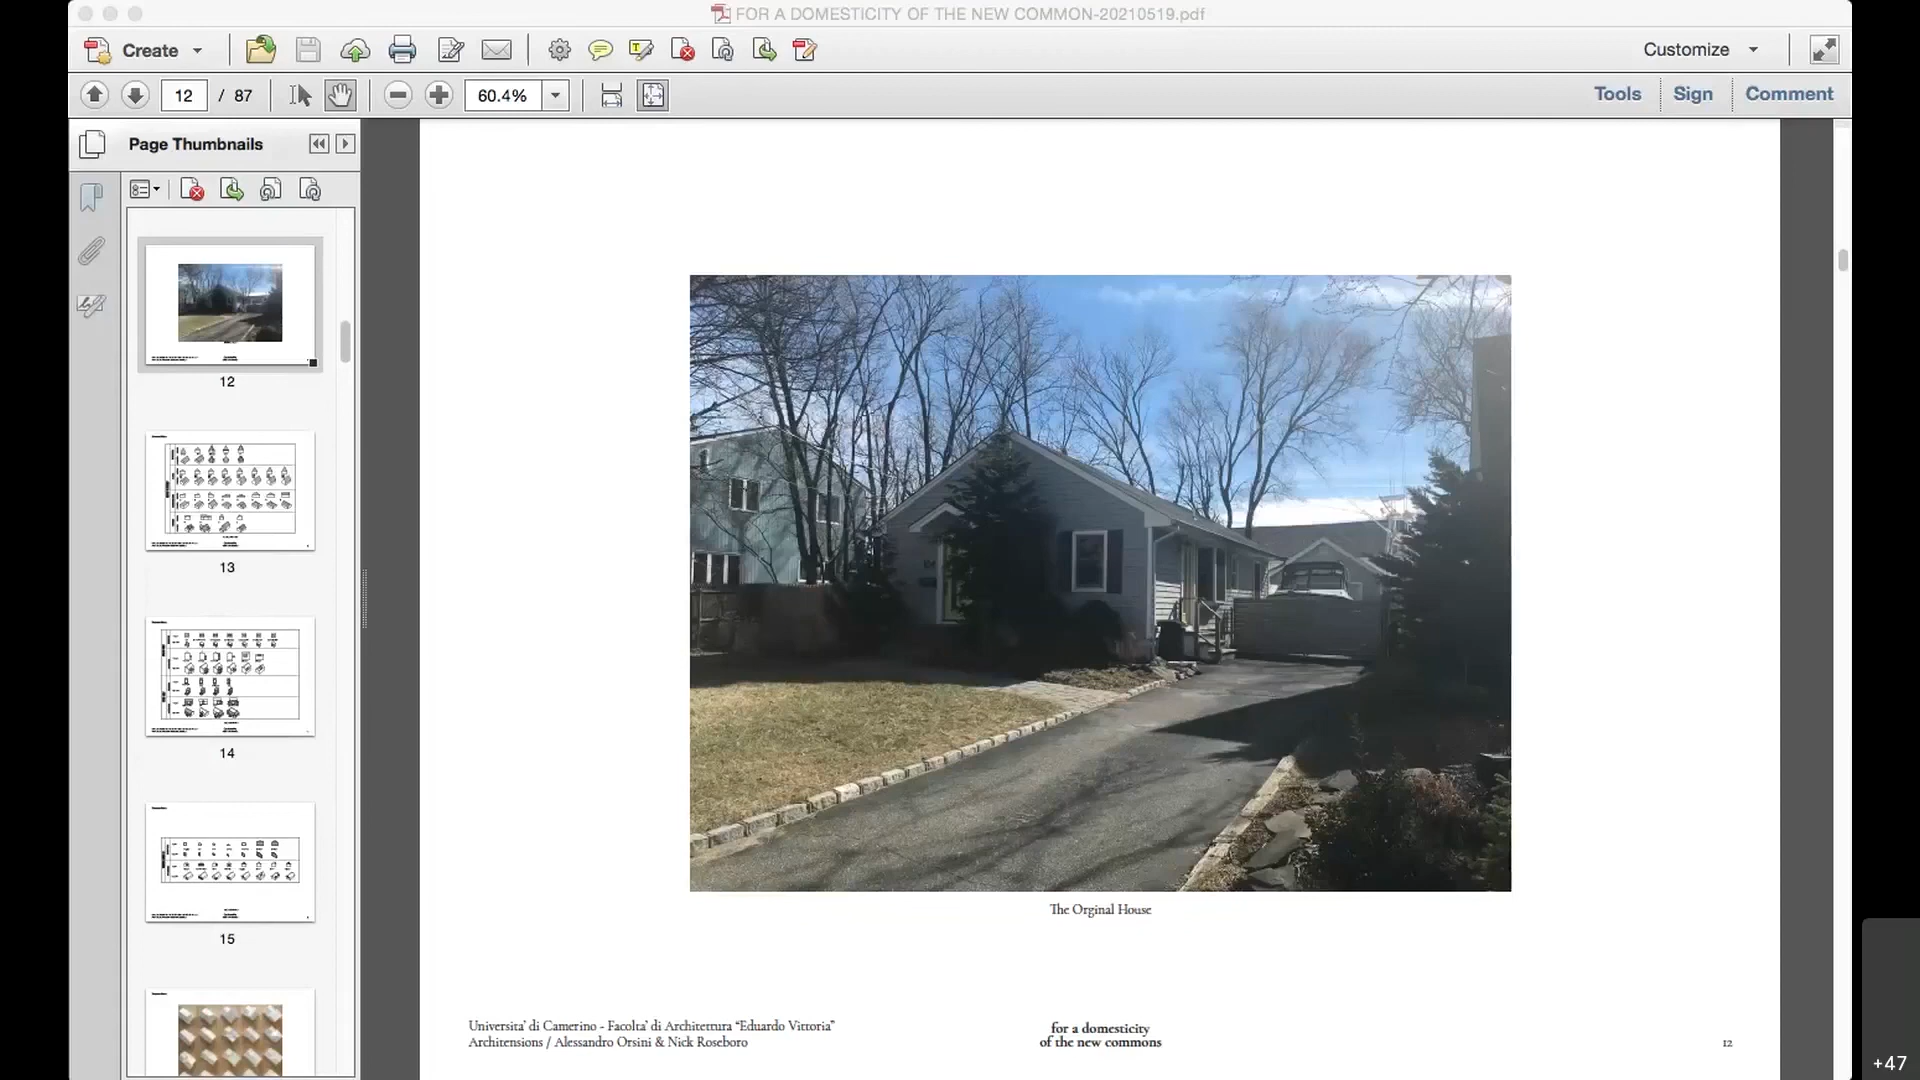 FOR A DOMESTICITY OF THE NEW COMMON-20210519.pdf
Create
Customize
12 / 87
60.4%
Tools
Sign
Comment
Page Thumbnails
12
13
14
15
The Orginal House
Universita' di Camerino - Facolta' di Architettura “Eduardo Vittoria”
Architensions / Alessandro Orsini & Nick Roseboro
for a domesticity
of the new commons
12
+47